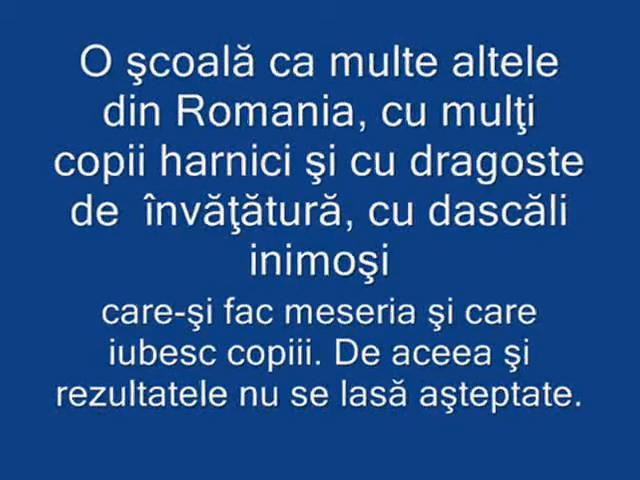 O şcoală ca multe altele
din Romania, cu mulţi
copii harnici şi cu dragoste
de  învăţătură, cu dascăli
inimoşi
care-şi fac meseria şi care
iubesc copiii. De aceea şi
rezultatele nu se lasă aşteptate.